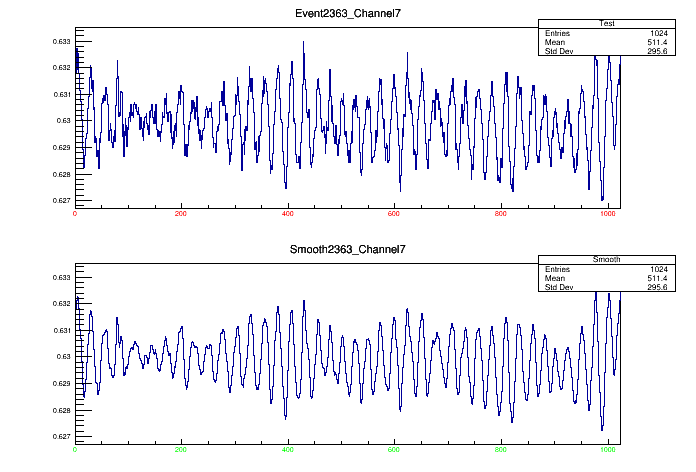 Event2363_Channel7
Test
Entries 1024
Mean 511.4
Std Dev 295.6
0.633
0.632
0.631
0.63
0.629
0.628
0.627
0 200 400 600 800 1000
Smooth2363_Channel7
Smooth
Entries 1024
Mean 511.4
Std Dev 295.6
0.633
0.632
0.631
0.63
0.629
0.628
0.627
0 200 400 600 800 1000